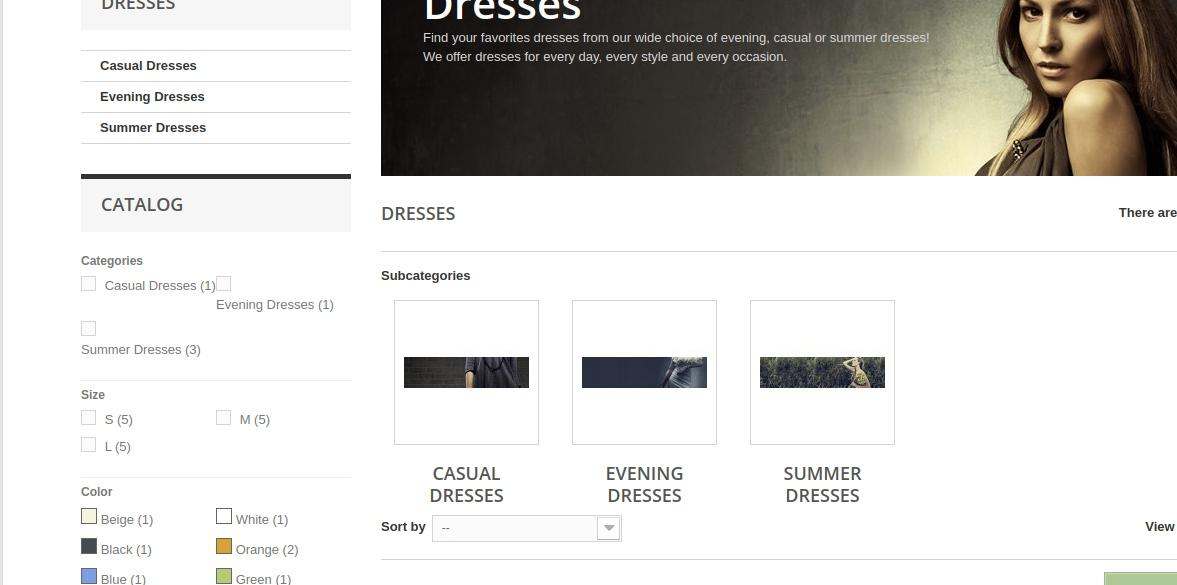 DRESSES
Casual Dresses
Evening Dresses
Summer Dresses
CATALOG
Categories
Casual Dresses (1)
Evening Dresses (1)
Summer Dresses (3)
Size
S (5)
M (5)
L (5)
Color
Beige (1)
White (1)
Black (1)
Orange (2)
Blue (1)
Green (1)
Dresses
Find your favorites dresses from our wide choice of evening, casual or summer dresses!
We offer dresses for every day, every style and every occasion.
DRESSES
There are
Subcategories
CASUAL
DRESSES
EVENING
DRESSES
SUMMER
DRESSES
Sort by
--
View